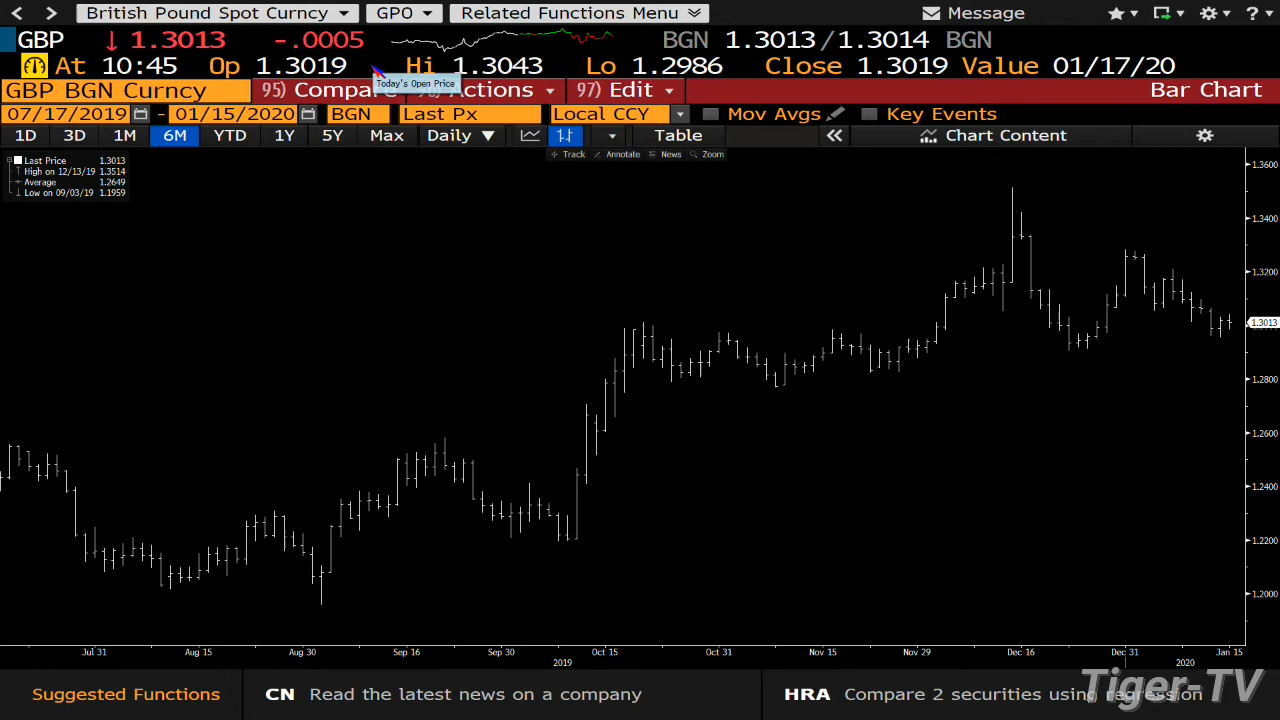 British Pound Spot Curncy GPO Related Functions Menu Message
GBP ↓ 1.3013 -.0005 BGN 1.3013/1.3014 BGN
At 10:45 Op 1.3019 Hi 1.3043 Lo 1.2986 Close 1.3019 Value 01/17/20
Today's Open Price
GBP BGN Curncy 95) Compare Actions 97) Edit Bar Chart
07/17/2019 - 01/15/2020 BGN Last Px Local CCY Mov Avgs Key Events
1D 3D 1M 6M YTD 1Y 5Y Max Daily ▼ Table « Chart Content
Track Annotate News Zoom
Last Price 1.3013
High on 12/13/19 1.3514
Average 1.2649
Low on 09/03/19 1.1959
1.3600
1.3400
1.3200
1.3013
1.2800
1.2600
1.2400
1.2200
1.2000
Jul 31 Aug 15 Aug 30 Sep 16 Sep 30 Oct 15 Oct 31 Nov 15 Nov 29 Dec 16 Dec 31 Jan 15
2019 2020
Suggested Functions CN Read the latest news on a company HRA Compare 2 securities using regression
Tiger-TV